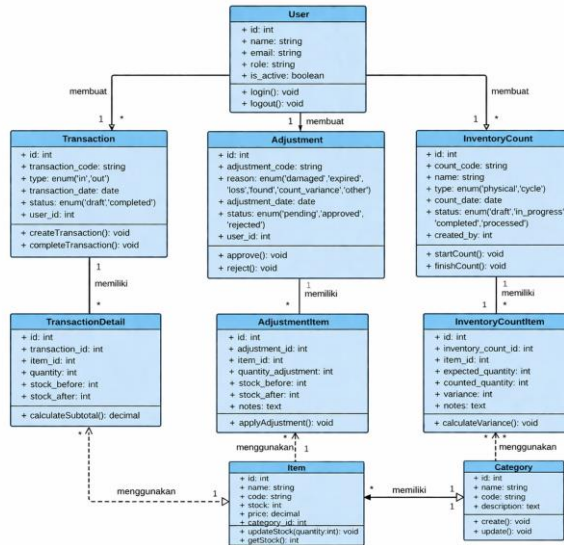 User
+ id: int
+ name: string
+ email: string
+ role: string
+ is_active: boolean
+ login(): void
+ logout(): void
membuat
membuat
membuat
1
*
1
*
1
*
Transaction
+ id: int
+ transaction_code: string
+ type: enum('in','out')
+ transaction_date: date
+ status: enum('draft','completed')
+ user_id: int
+ createTransaction(): void
+ completeTransaction(): void
Adjustment
+ id: int
+ adjustment_code: string
+ reason: enum('damaged','expired',
'loss','found','count_variance','other')
+ adjustment_date: date
+ status: enum('pending','approved',
'rejected')
+ user_id: int
+ approve(): void
+ reject(): void
InventoryCount
+ id: int
+ count_code: string
+ name: string
+ type: enum('physical','cycle')
+ count_date: date
+ status: enum('draft','in_progress',
'completed','processed')
+ created_by: int
+ startCount(): void
+ finishCount(): void
1
memiliki
*
1
memiliki
*
1
memiliki
1
*
TransactionDetail
+ id: int
+ transaction_id: int
+ item_id: int
+ quantity: int
+ stock_before: int
+ stock_after: int
+ calculateSubtotal(): decimal
AdjustmentItem
+ id: int
+ adjustment_id: int
+ item_id: int
+ quantity_adjustment: int
+ stock_before: int
+ stock_after: int
+ notes: text
+ applyAdjustment(): void
InventoryCountItem
+ id: int
+ inventory_count_id: int
+ item_id: int
+ expected_quantity: int
+ counted_quantity: int
+ variance: int
+ notes: text
+ calculateVariance(): void
*
menggunakan
1
*
menggunakan
1
*
*
menggunakan
Item
+ id: int
+ name: string
+ code: string
+ stock: int
+ price: decimal
+ category_id: int
+ updateStock(quantity:int): void
+ getStock(): int
*
memiliki
1
1
Category
+ id: int
+ name: string
+ code: string
+ description: text
+ create(): void
+ update(): void